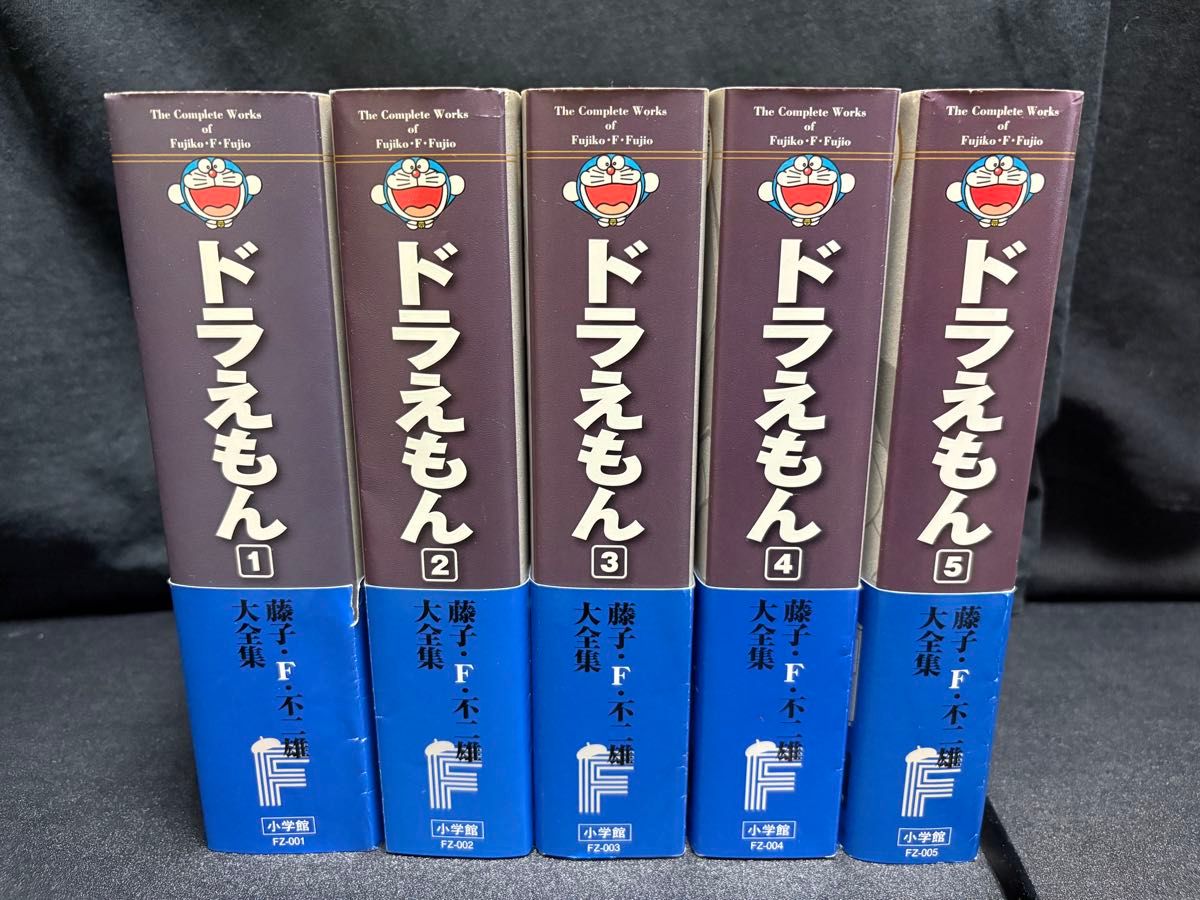 The Complete Works
of
Fujiko・F・Fujio
ドラえもん
1
藤子・F・不二雄
大全集
F
小学館
FZ-001
The Complete Works
of
Fujiko・F・Fujio
ドラえもん
2
藤子・F・不二雄
大全集
F
小学館
FZ-002
The Complete Works
of
Fujiko・F・Fujio
ドラえもん
3
藤子・F・不二雄
大全集
F
小学館
FZ-003
The Complete Works
of
Fujiko・F・Fujio
ドラえもん
4
藤子・F・不二雄
大全集
F
小学館
FZ-004
The Complete Works
of
Fujiko・F・Fujio
ドラえもん
5
藤子・F・不二雄
大全集
F
小学館
FZ-005